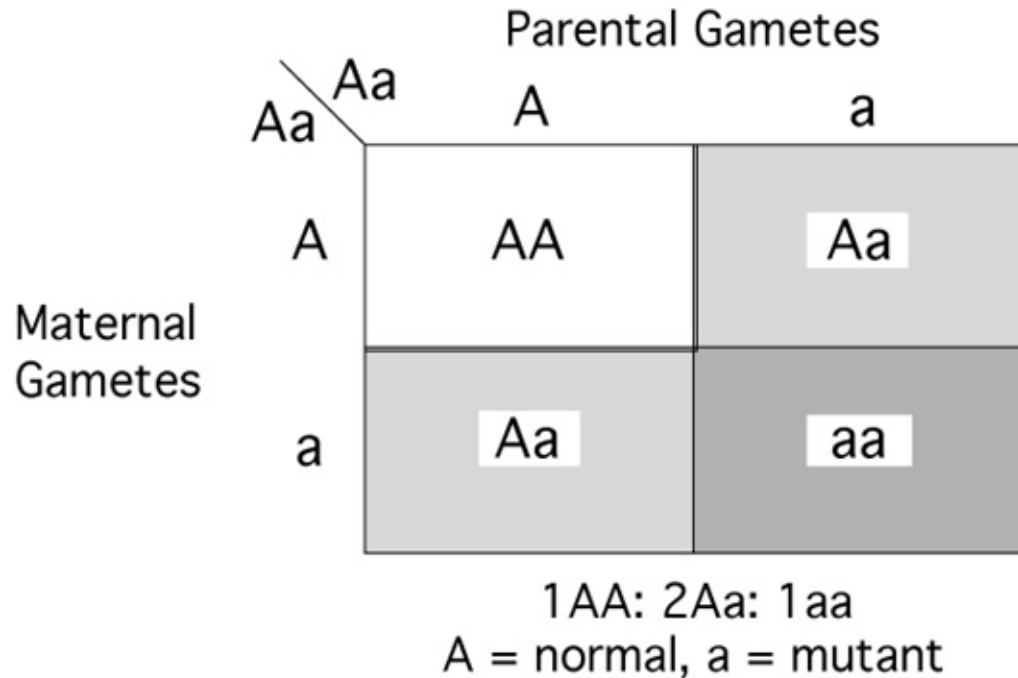 Parental Gametes
Aa
Aa
A a
A AA Aa
Maternal
Gametes
a Aa aa
1AA: 2Aa: 1aa
A = normal, a = mutant